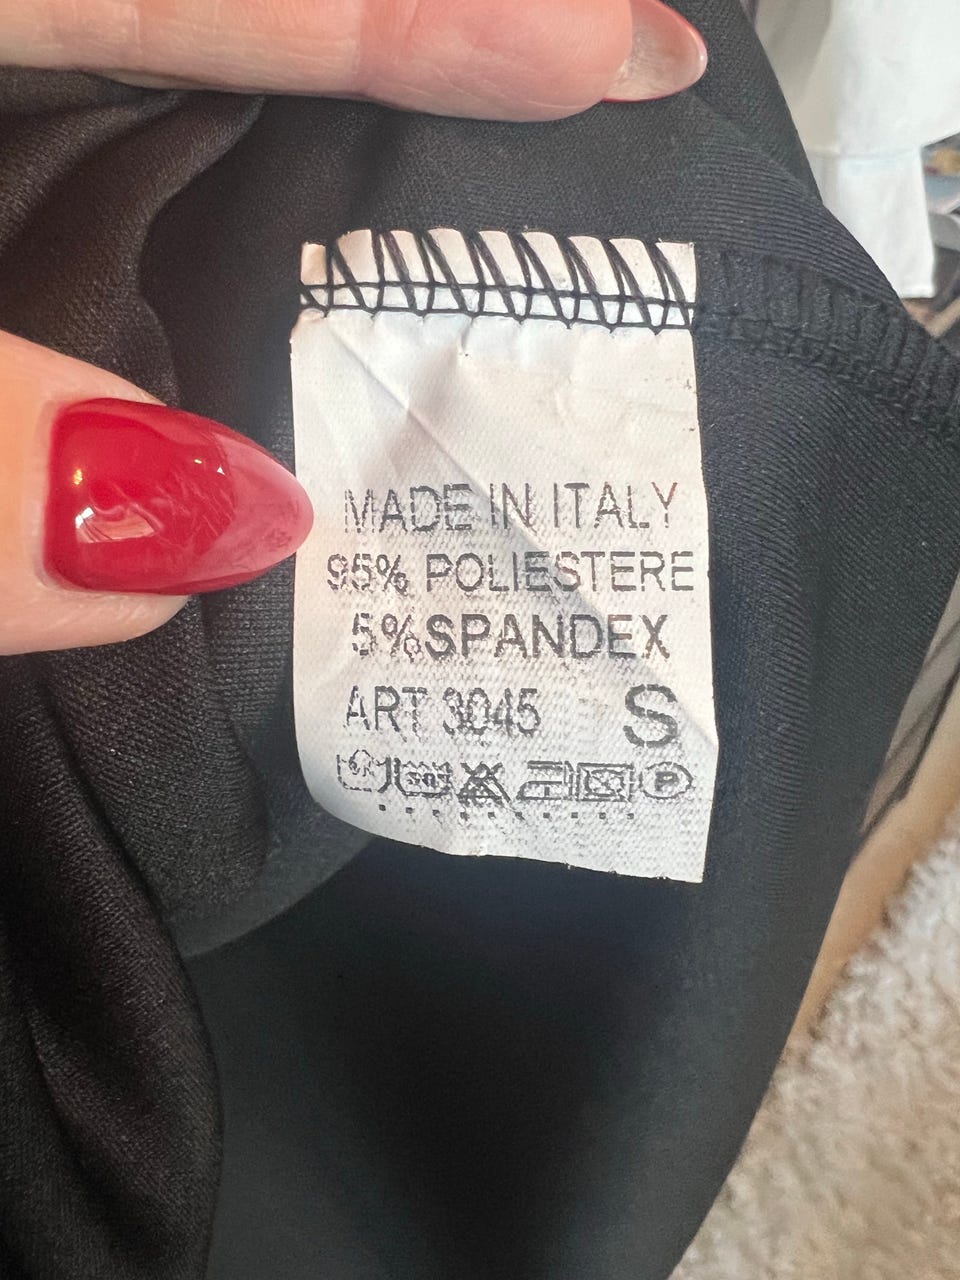 MADE IN ITALY
95% POLIESTERE
5%SPANDEX
ART 3045 S
P